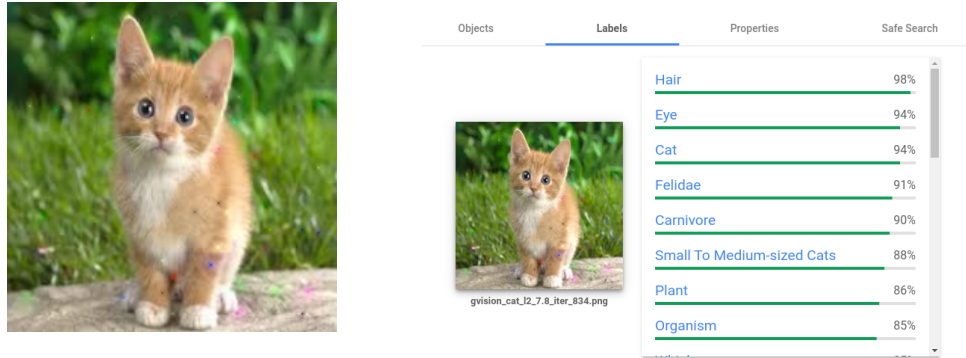 Objects Labels Properties Safe Search
Hair 98%
Eye 94%
Cat 94%
Felidae 91%
Carnivore 90%
Small To Medium-sized Cats 88%
Plant 86%
Organism 85%
gvision_cat_l2_7.8_iter_834.png